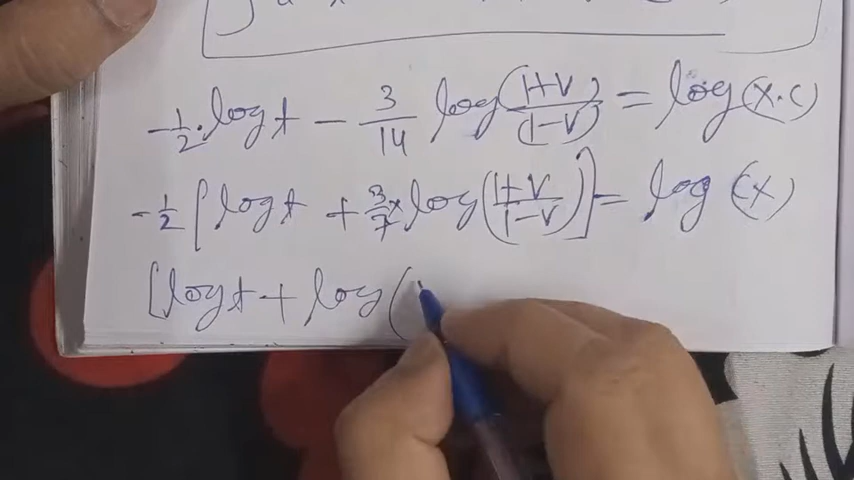 -1/2 · log t - 3/14 log((1+V)/(1-V)) = log(x·c)
-1/2 [log t + 3/7 × log((1+V)/(1-V))] = log(x)
[log t + log(